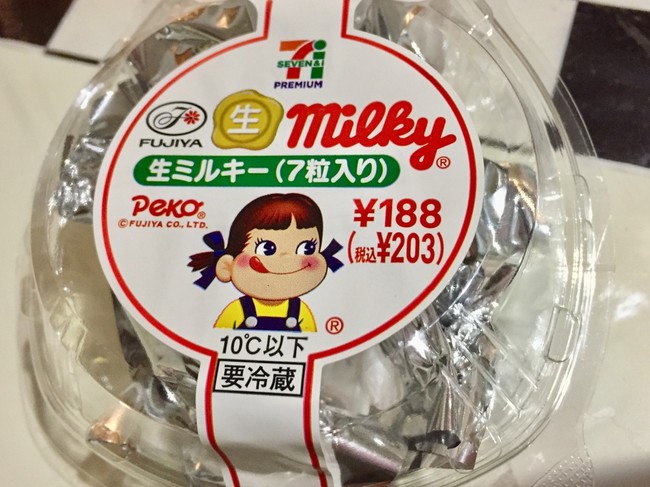 7i
SEVEN&i
PREMIUM
F
FUJIYA
生
milky®
生ミルキー(7粒入り)
PeKo®
©FUJIYA CO., LTD.
¥188
(税込¥203)
®
10℃以下
要冷蔵